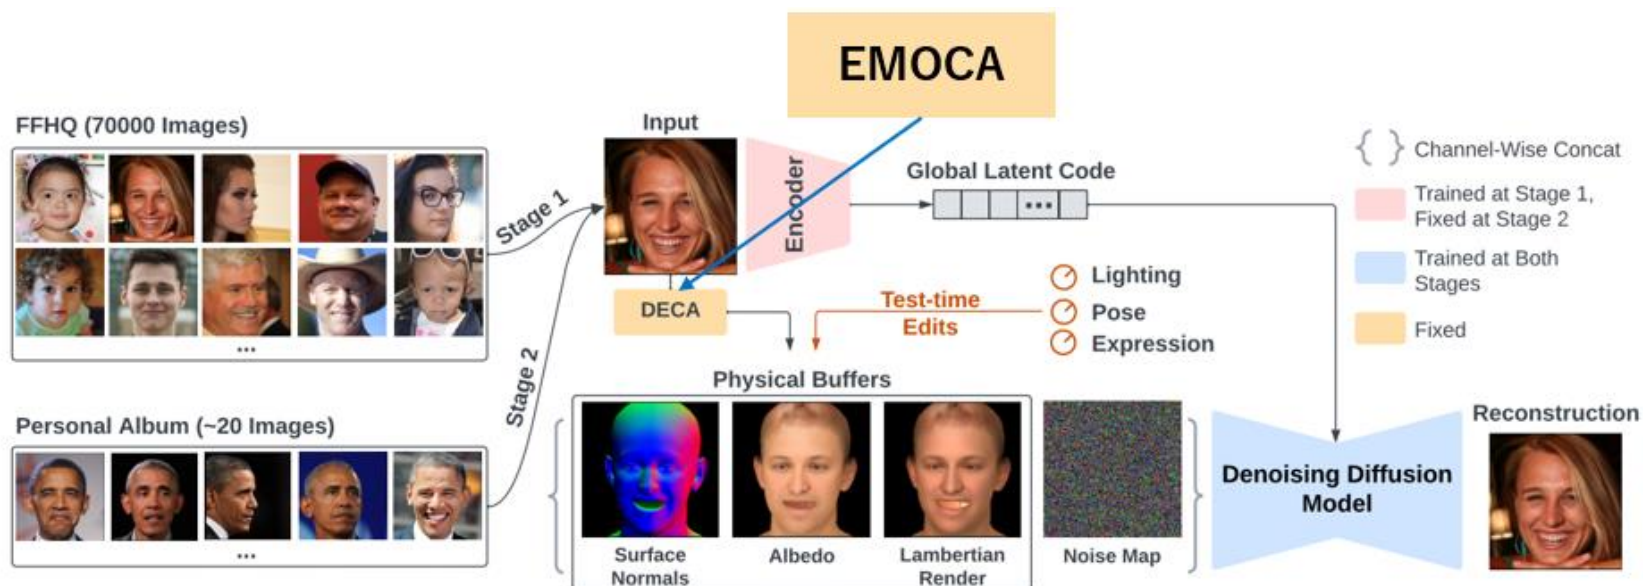 EMOCA
FFHQ (70000 Images)
...
Stage 1
Stage 2
Personal Album (~20 Images)
...
Input
Encoder
DECA
Global Latent Code
...
Test-time
Edits
Lighting
Pose
Expression
Physical Buffers
Surface
Normals
Albedo
Lambertian
Render
Noise Map
Denoising Diffusion
Model
Reconstruction
{ } Channel-Wise Concat
Trained at Stage 1,
Fixed at Stage 2
Trained at Both
Stages
Fixed